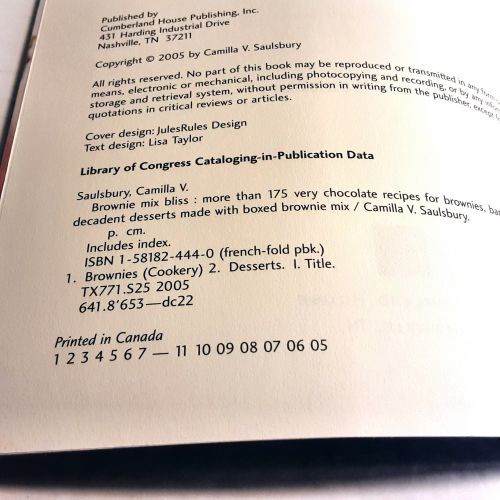 Published by
Cumberland House Publishing, Inc.
431 Harding Industrial Drive
Nashville, TN 37211
Copyright © 2005 by Camilla V. Saulsbury
All rights reserved. No part of this book may be reproduced or transmitted in any form
means, electronic or mechanical, including photocopying and recording, or by any
storage and retrieval system, without permission in writing from the publisher, except
quotations in critical reviews or articles.
Cover design: JulesRules Design
Text design: Lisa Taylor
Library of Congress Cataloging-in-Publication Data
Saulsbury, Camilla V.
Brownie mix bliss : more than 175 very chocolate recipes for brownies, ba
decadent desserts made with boxed brownie mix / Camilla V. Saulsbury.
p. cm.
Includes index.
ISBN 1-58182-444-0 (french-fold pbk.)
1. Brownies (Cookery) 2. Desserts. I. Title.
TX771.S25 2005
641.8'653—dc22
Printed in Canada
1 2 3 4 5 6 7 — 11 10 09 08 07 06 05